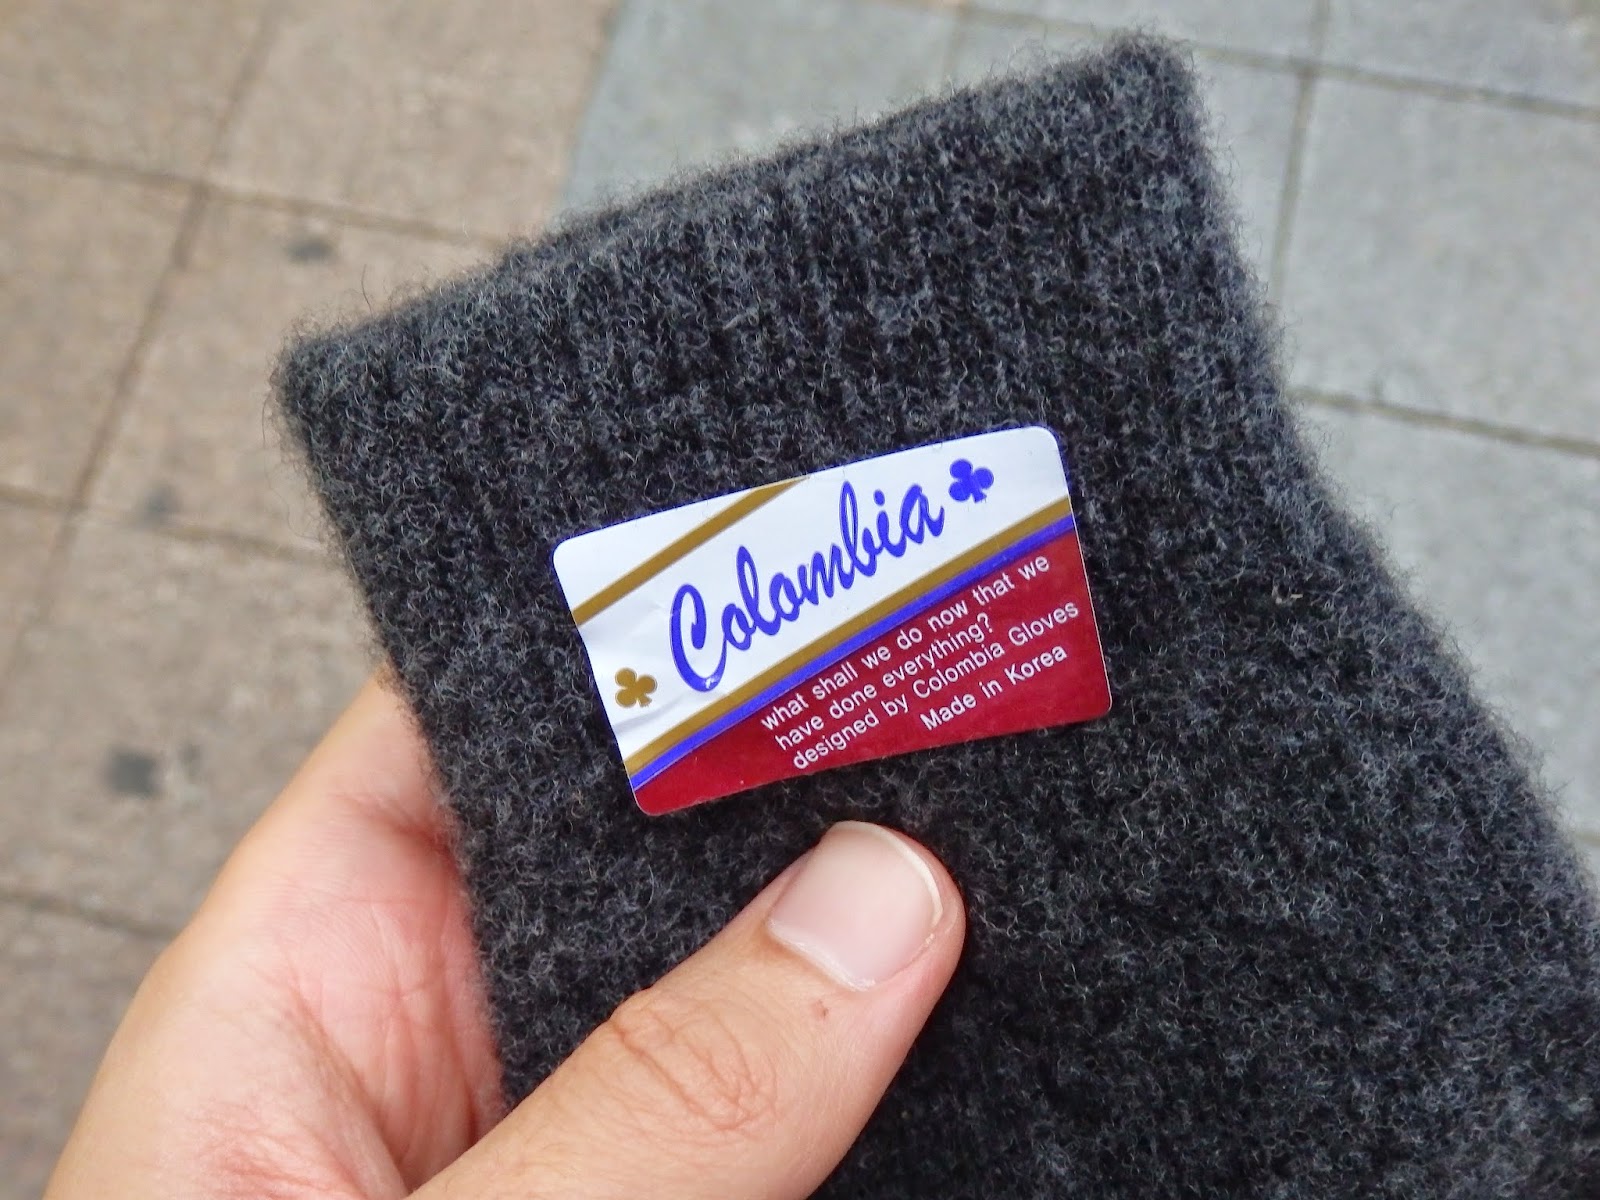 Colombia
what shall we do now that we
have done everything?
designed by Colombia Gloves
Made in Korea